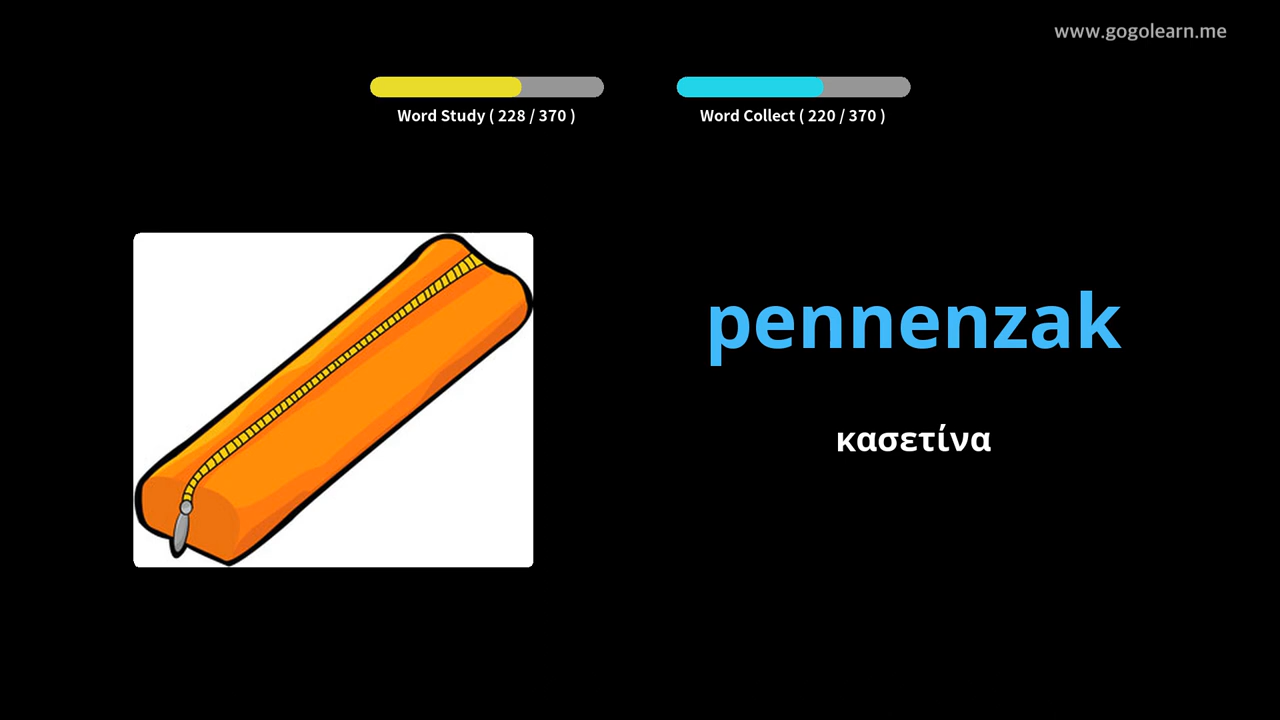 www.gogolearn.me
Word Study ( 228 / 370 )
Word Collect ( 220 / 370 )
pennenzak
κασετίνα